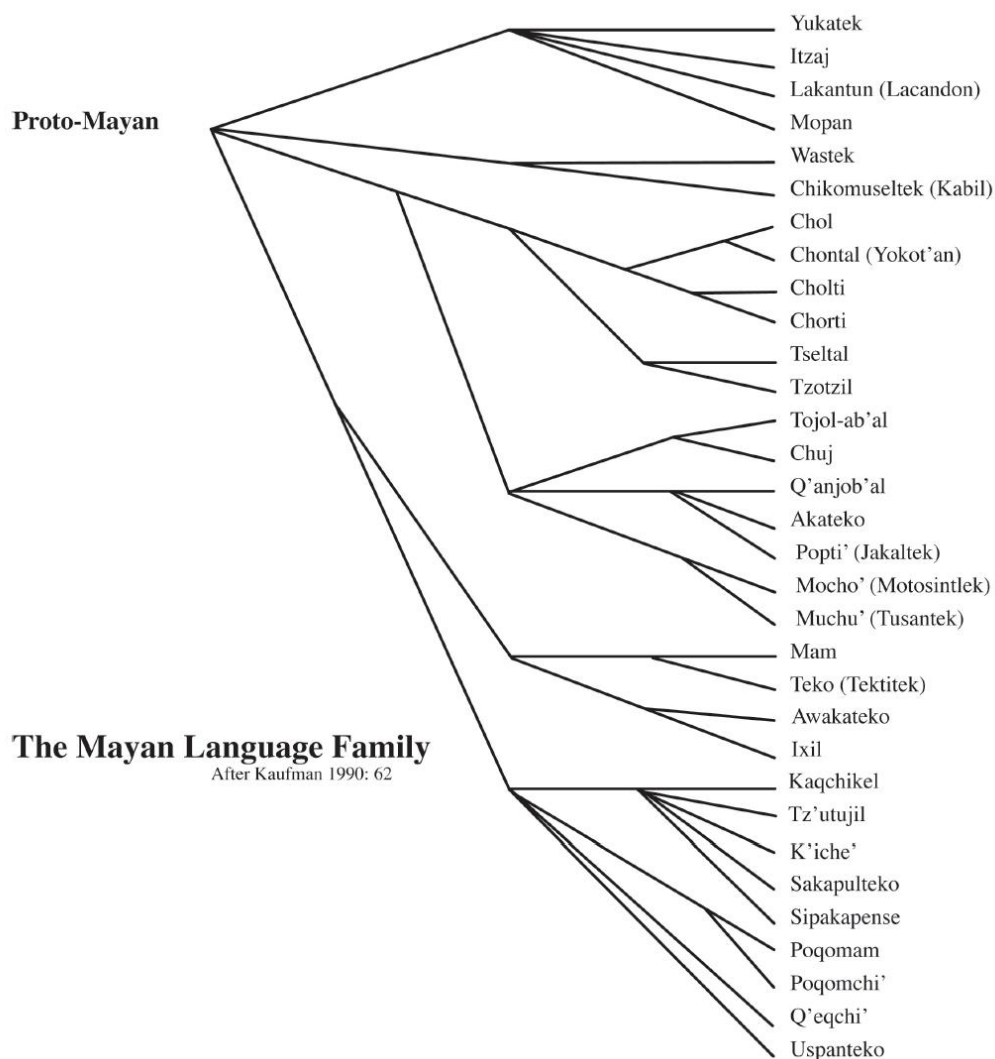 Yukatek
Itzaj
Lakantun (Lacandon)
Proto-Mayan
Mopan
Wastek
Chikomuseltek (Kabil)
Chol
Chontal (Yokot'an)
Cholti
Chorti
Tseltal
Tzotzil
Tojol-ab'al
Chuj
Q'anjob'al
Akateko
Popti' (Jakaltek)
Mocho' (Motosintlek)
Muchu' (Tusantek)
Mam
Teko (Tektitek)
Awakateko
The Mayan Language Family
Ixil
After Kaufman 1990: 62
Kaqchikel
Tz'utujil
K'iche'
Sakapulteko
Sipakapense
Poqomam
Poqomchi'
Q'eqchi'
Uspanteko